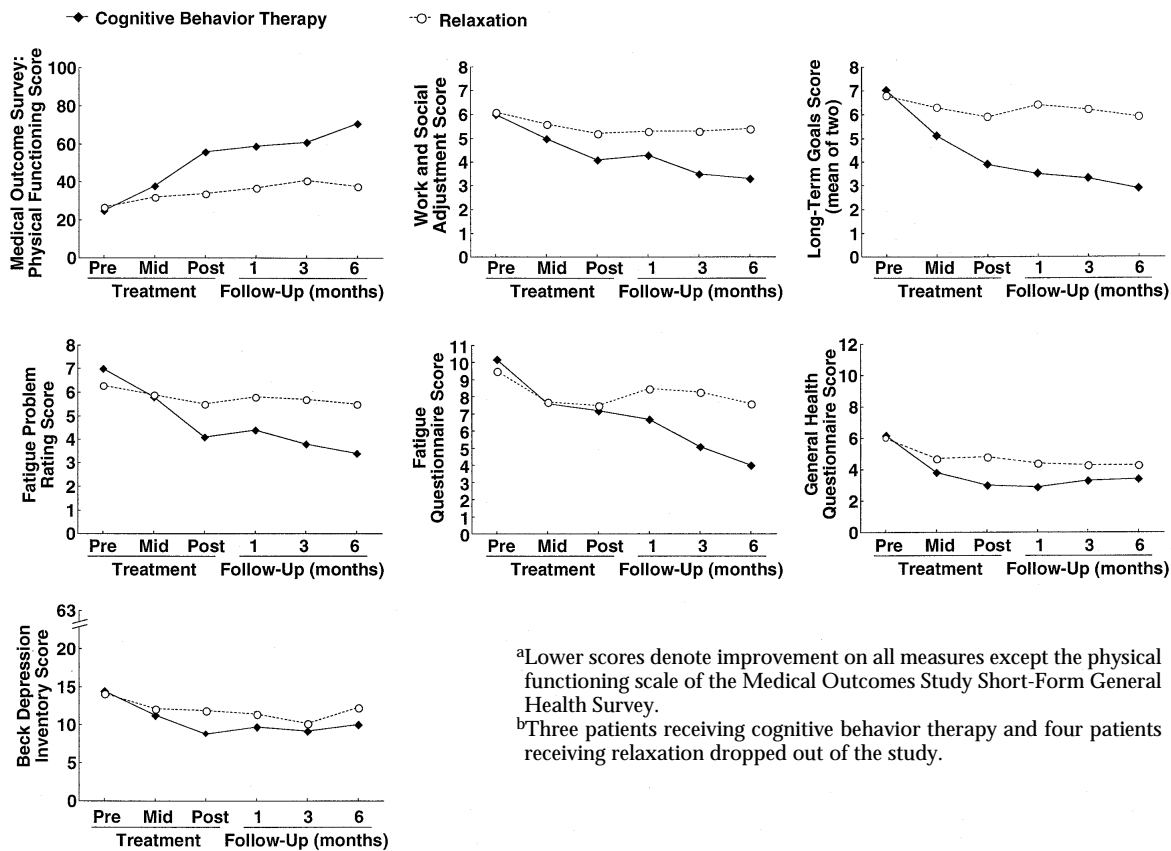 Cognitive Behavior Therapy
Relaxation
Medical Outcome Survey:
Physical Functioning Score
100
80
60
40
20
0
Pre Mid Post 1 3 6
Treatment Follow-Up (months)
Work and Social
Adjustment Score
8
7
6
5
4
3
2
1
0
Pre Mid Post 1 3 6
Treatment Follow-Up (months)
Long-Term Goals Score
(mean of two)
8
7
6
5
4
3
2
1
0
Pre Mid Post 1 3 6
Treatment Follow-Up (months)
Fatigue Problem
Rating Score
8
7
6
5
4
3
2
1
0
Pre Mid Post 1 3 6
Treatment Follow-Up (months)
Fatigue
Questionnaire Score
11
10
9
8
7
6
5
4
3
2
1
0
Pre Mid Post 1 3 6
Treatment Follow-Up (months)
General Health
Questionnaire Score
12
10
8
6
4
2
0
Pre Mid Post 1 3 6
Treatment Follow-Up (months)
Beck Depression
Inventory Score
63
20
15
10
5
0
Pre Mid Post 1 3 6
Treatment Follow-Up (months)
aLower scores denote improvement on all measures except the physical
functioning scale of the Medical Outcomes Study Short-Form General
Health Survey.
bThree patients receiving cognitive behavior therapy and four patients
receiving relaxation dropped out of the study.